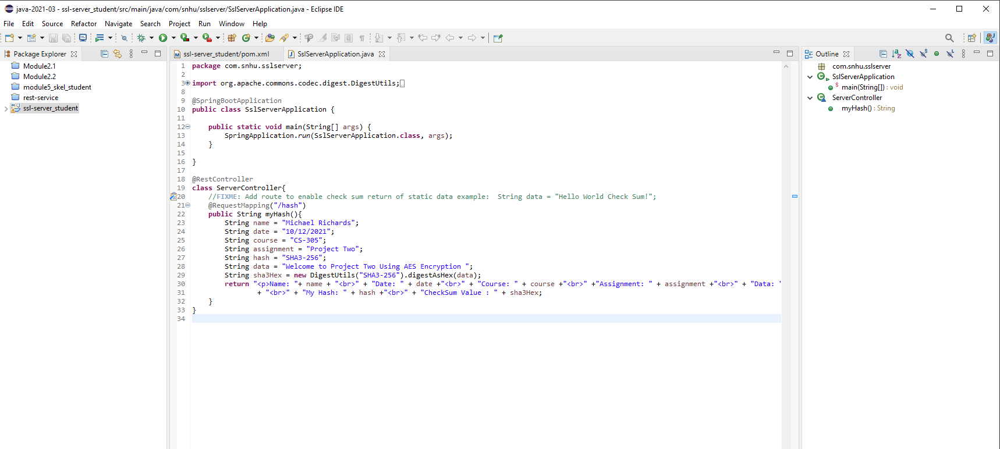 java-2021-03 - ssl-server_student/src/main/java/com/snhu/sslserver/SslServerApplication.java - Eclipse IDE
File Edit Source Refactor Navigate Search Project Run Window Help
Package Explorer
Module2.1
Module2.2
module5_skel_student
rest-service
ssl-server_student
ssl-server_student/pom.xml
SslServerApplication.java
1 package com.snhu.sslserver;
2
3 import org.apache.commons.codec.digest.DigestUtils;
8
9 @SpringBootApplication
10 public class SslServerApplication {
11
12 public static void main(String[] args) {
13 SpringApplication.run(SslServerApplication.class, args);
14 }
15
16 }
17
18 @RestController
19 class ServerController{
20 //FIXME: Add route to enable check sum return of static data example:  String data = "Hello World Check Sum!";
21 @RequestMapping("/hash")
22 public String myHash(){
23 String name = "Michael Richards";
24 String date = "10/12/2021";
25 String course = "CS-305";
26 String assignment = "Project Two";
27 String hash = "SHA3-256";
28 String data = "Welcome to Project Two Using AES Encryption ";
29 String sha3Hex = new DigestUtils("SHA3-256").digestAsHex(data);
30 return "<p>Name: "+ name + "<br>" + "Date: " + date +"<br>" + "Course: " + course +"<br>" +"Assignment: " + assignment +"<br>" + "Data: "
31 + "<br>" + "My Hash: " + hash +"<br>" + "CheckSum Value : " + sha3Hex;
32 }
33 }
34
Outline
com.snhu.sslserver
SslServerApplication
main(String[]) : void
ServerController
myHash() : String